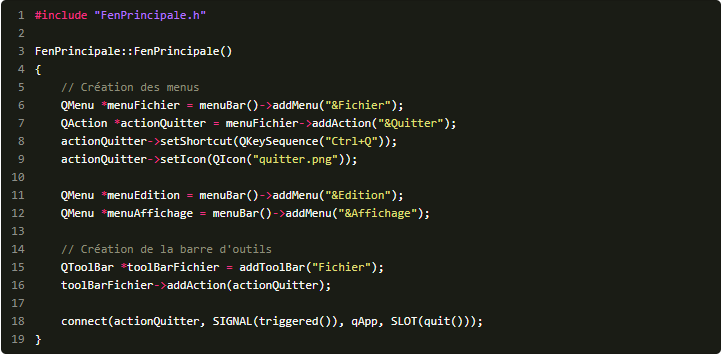 1 #include "FenPrincipale.h"
2
3 FenPrincipale::FenPrincipale()
4 {
5     // Création des menus
6     QMenu *menuFichier = menuBar()->addMenu("&Fichier");
7     QAction *actionQuitter = menuFichier->addAction("&Quitter");
8     actionQuitter->setShortcut(QKeySequence("Ctrl+Q"));
9     actionQuitter->setIcon(QIcon("quitter.png"));
10
11     QMenu *menuEdition = menuBar()->addMenu("&Edition");
12     QMenu *menuAffichage = menuBar()->addMenu("&Affichage");
13
14     // Création de la barre d'outils
15     QToolBar *toolBarFichier = addToolBar("Fichier");
16     toolBarFichier->addAction(actionQuitter);
17
18     connect(actionQuitter, SIGNAL(triggered()), qApp, SLOT(quit()));
19 }